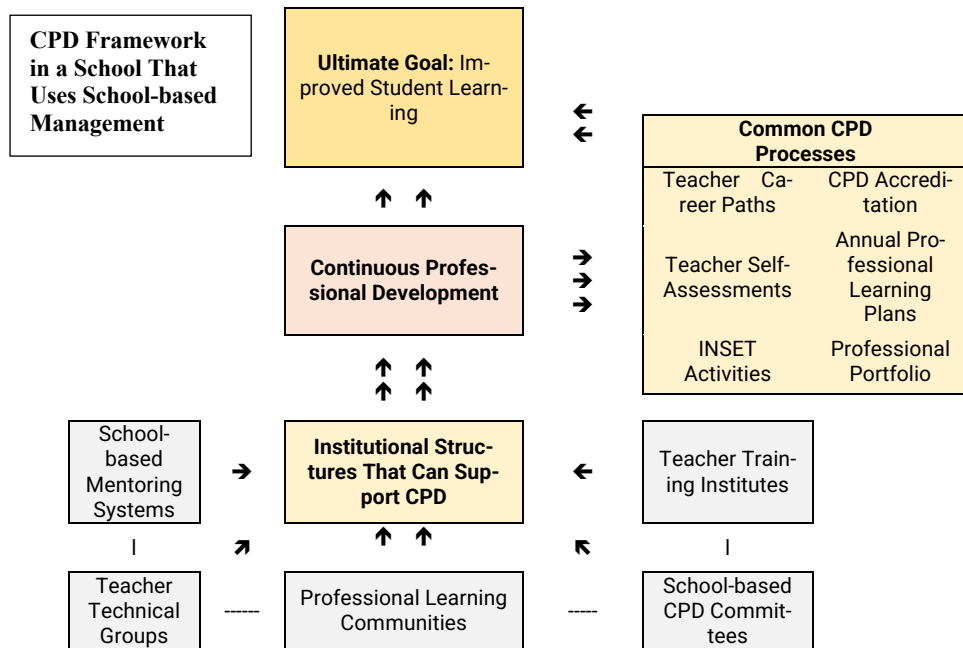 CPD Framework
in a School That
Uses School-based
Management
Ultimate Goal: Im-
proved Student Learn-
ing
Common CPD
Processes
Teacher Ca-
reer Paths
CPD Accredi-
tation
Teacher Self-
Assessments
Annual Pro-
fessional
Learning
Plans
INSET
Activities
Professional
Portfolio
Continuous Profes-
sional Development
School-
based
Mentoring
Systems
Institutional Struc-
tures That Can Sup-
port CPD
Teacher Train-
ing Institutes
Teacher
Technical
Groups
Professional Learning
Communities
School-based
CPD Commit-
tees